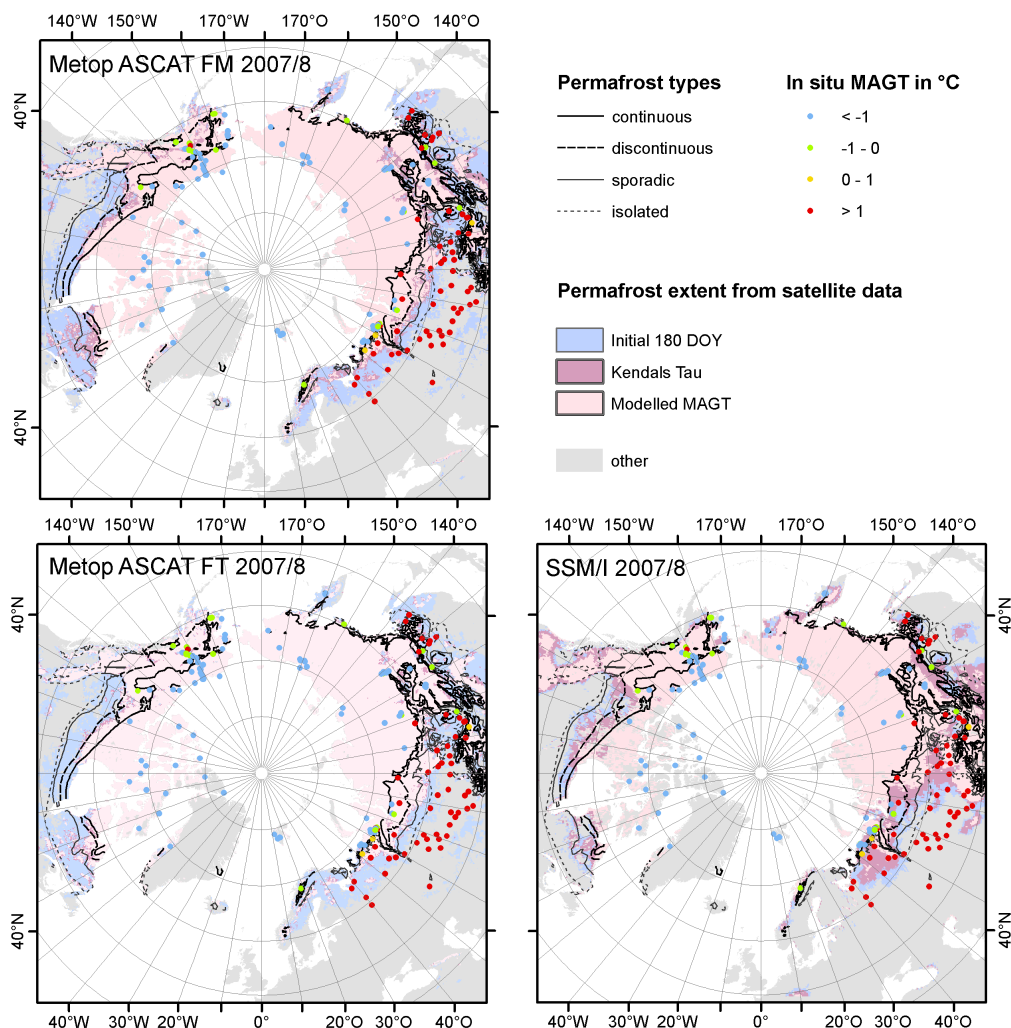 140°W 150°W 170°W 170°O 150°O 140°O
Metop ASCAT FM 2007/8
40°N
40°N
Permafrost types
continuous
discontinuous
sporadic
isolated
In situ MAGT in °C
< -1
-1 - 0
0 - 1
> 1
Permafrost extent from satellite data
Initial 180 DOY
Kendals Tau
Modelled MAGT
other
140°W 150°W 170°W 170°O 150°O 140°O
Metop ASCAT FT 2007/8
40°N
40°N
40°W 30°W 20°W 0° 20°O 30°O 40°O
140°W 150°W 170°W 170°O 150°O 140°O
SSM/I 2007/8
40°N
40°N
40°W 30°W 20°W 0° 20°O 30°O 40°O